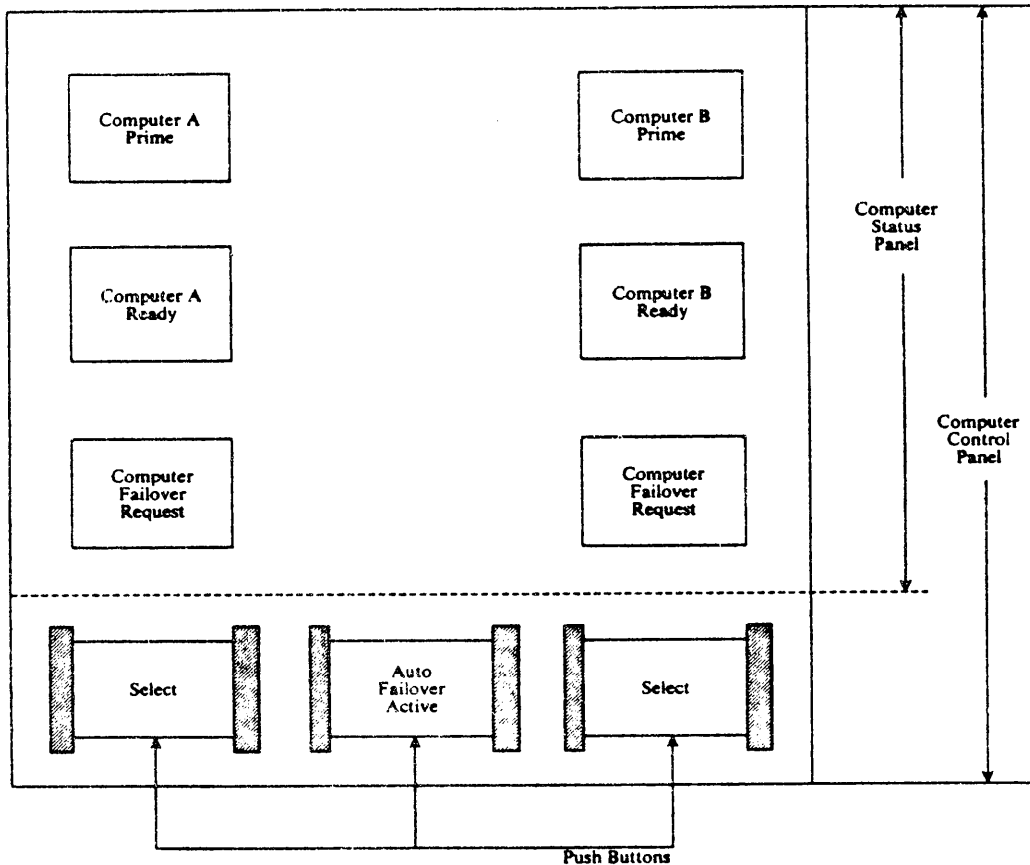 Computer A
Prime
Computer B
Prime
Computer
Status
Panel
Computer A
Ready
Computer B
Ready
Computer
Control
Panel
Computer
Failover
Request
Computer
Failover
Request
Select
Auto
Failover
Active
Select
Push Buttons